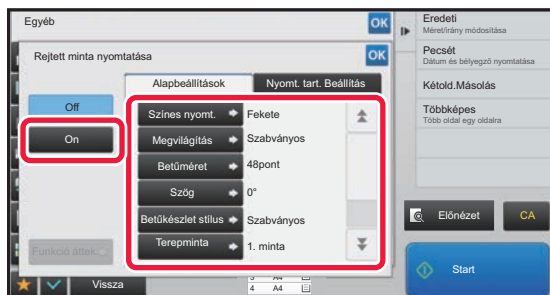 Egyéb
OK
Rejtett minta nyomtatása
OK
Alapbeállítások
Nyomt. tart. Beállítás
Off
On
Szines nyomt.
Fekete
Megvilágítás
Szabványos
Betűméret
48pont
Szög
0°
Betűkészlet stílus
Szabványos
Terepminta
1. minta
Funkció áttek.
Vissza
A4
4 A4
Eredeti
Méret/irány módosítása
Pecsét
Dátum és bélyegző nyomtatása
Kétold.Másolás
Többképes
Több oldal egy oldalra
Előnézet
CA
Start